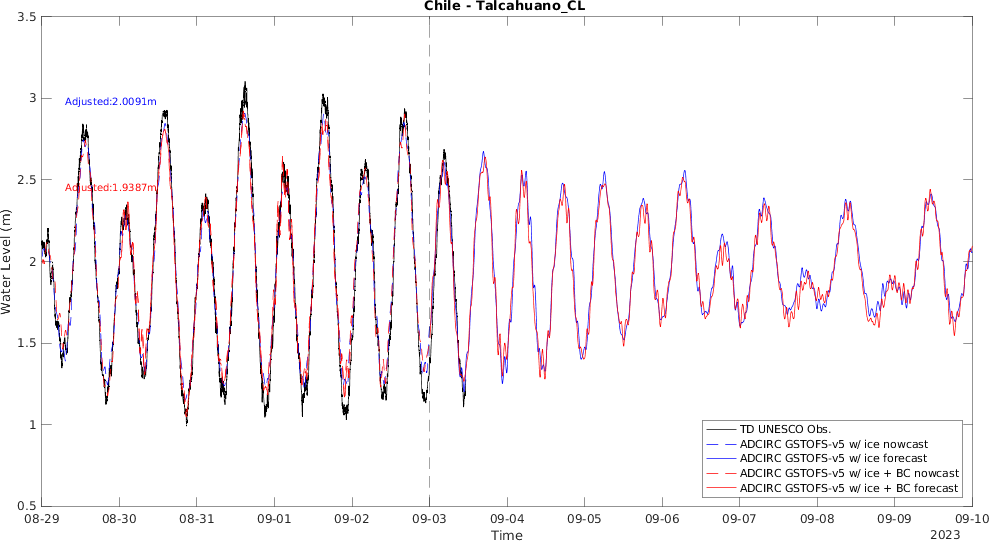 Chile - Talcahuano_CL
3.5
3
2.5
2
1.5
1
0.5
Water Level (m)
Adjusted:2.0091m
Adjusted:1.9387m
TD UNESCO Obs.
ADCIRC GSTOFS-v5 w/ ice nowcast
ADCIRC GSTOFS-v5 w/ ice forecast
ADCIRC GSTOFS-v5 w/ ice + BC nowcast
ADCIRC GSTOFS-v5 w/ ice + BC forecast
08-29 08-30 08-31 09-01 09-02 09-03 09-04 09-05 09-06 09-07 09-08 09-09 09-10
Time
2023